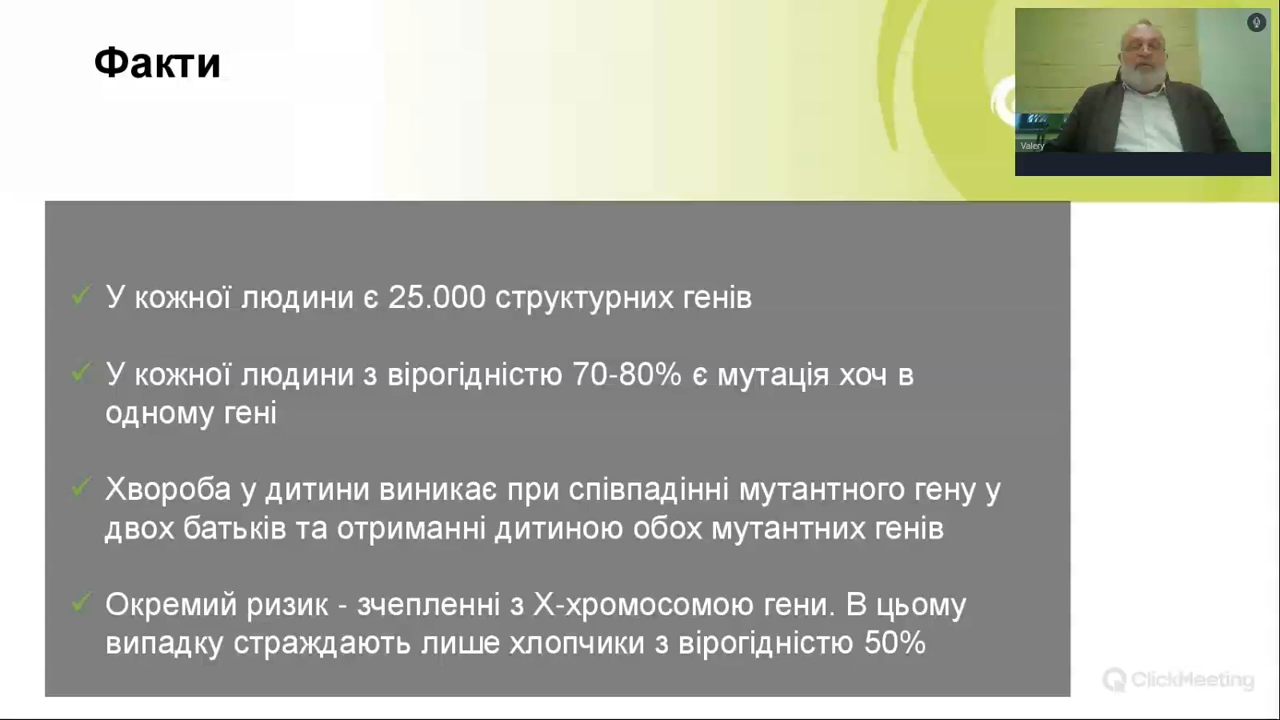 Факти
Valery
У кожної людини є 25.000 структурних генів
У кожної людини з вірогідністю 70-80% є мутація хоч в
одному гені
Хвороба у дитини виникає при співпадінні мутантного гену у
двох батьків та отриманні дитиною обох мутантних генів
Окремий ризик - зчепленні з Х-хромосомою гени. В цьому
випадку страждають лише хлопчики з вірогідністю 50%
ClickMeeting